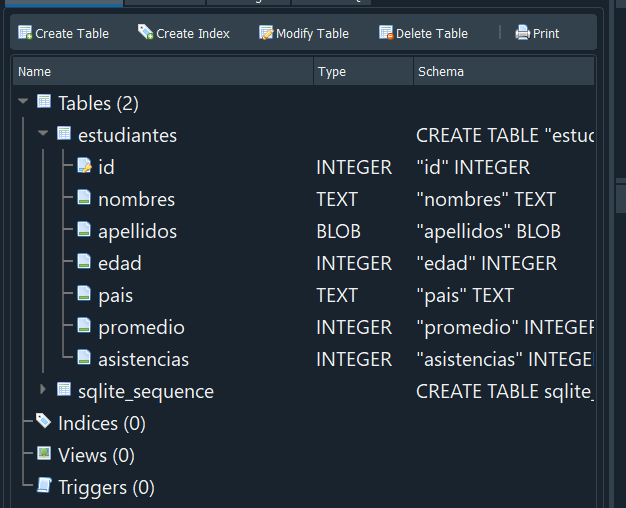 Create Table Create Index Modify Table Delete Table Print
Name Type Schema
Tables (2)
estudiantes CREATE TABLE "estud
id INTEGER "id" INTEGER
nombres TEXT "nombres" TEXT
apellidos BLOB "apellidos" BLOB
edad INTEGER "edad" INTEGER
pais TEXT "pais" TEXT
promedio INTEGER "promedio" INTEGER
asistencias INTEGER "asistencias" INTEGE
sqlite_sequence CREATE TABLE sqlite_
Indices (0)
Views (0)
Triggers (0)